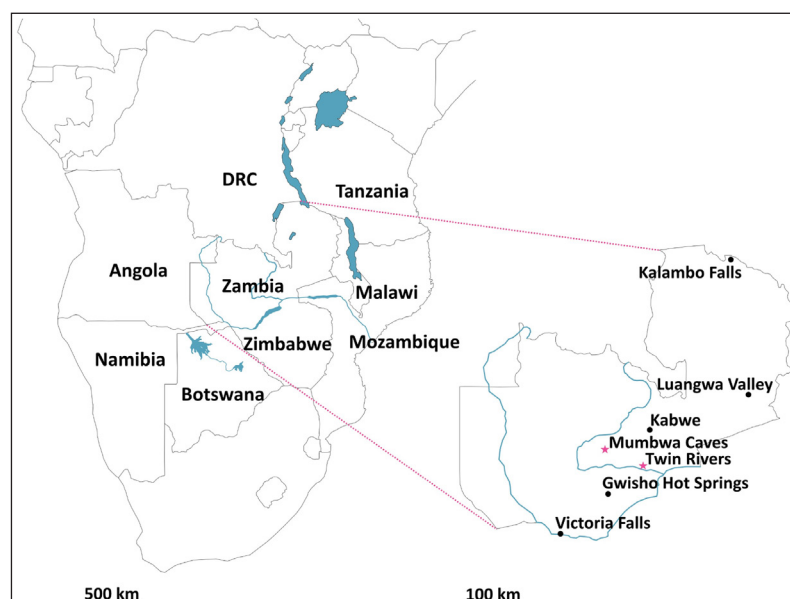 DRC
Tanzania
Angola
Zambia
Malawi
Namibia
Zimbabwe
Mozambique
Botswana
500 km
Kalambo Falls
Luangwa Valley
Kabwe
Mumbwa Caves
Twin Rivers
Gwisho Hot Springs
Victoria Falls
100 km